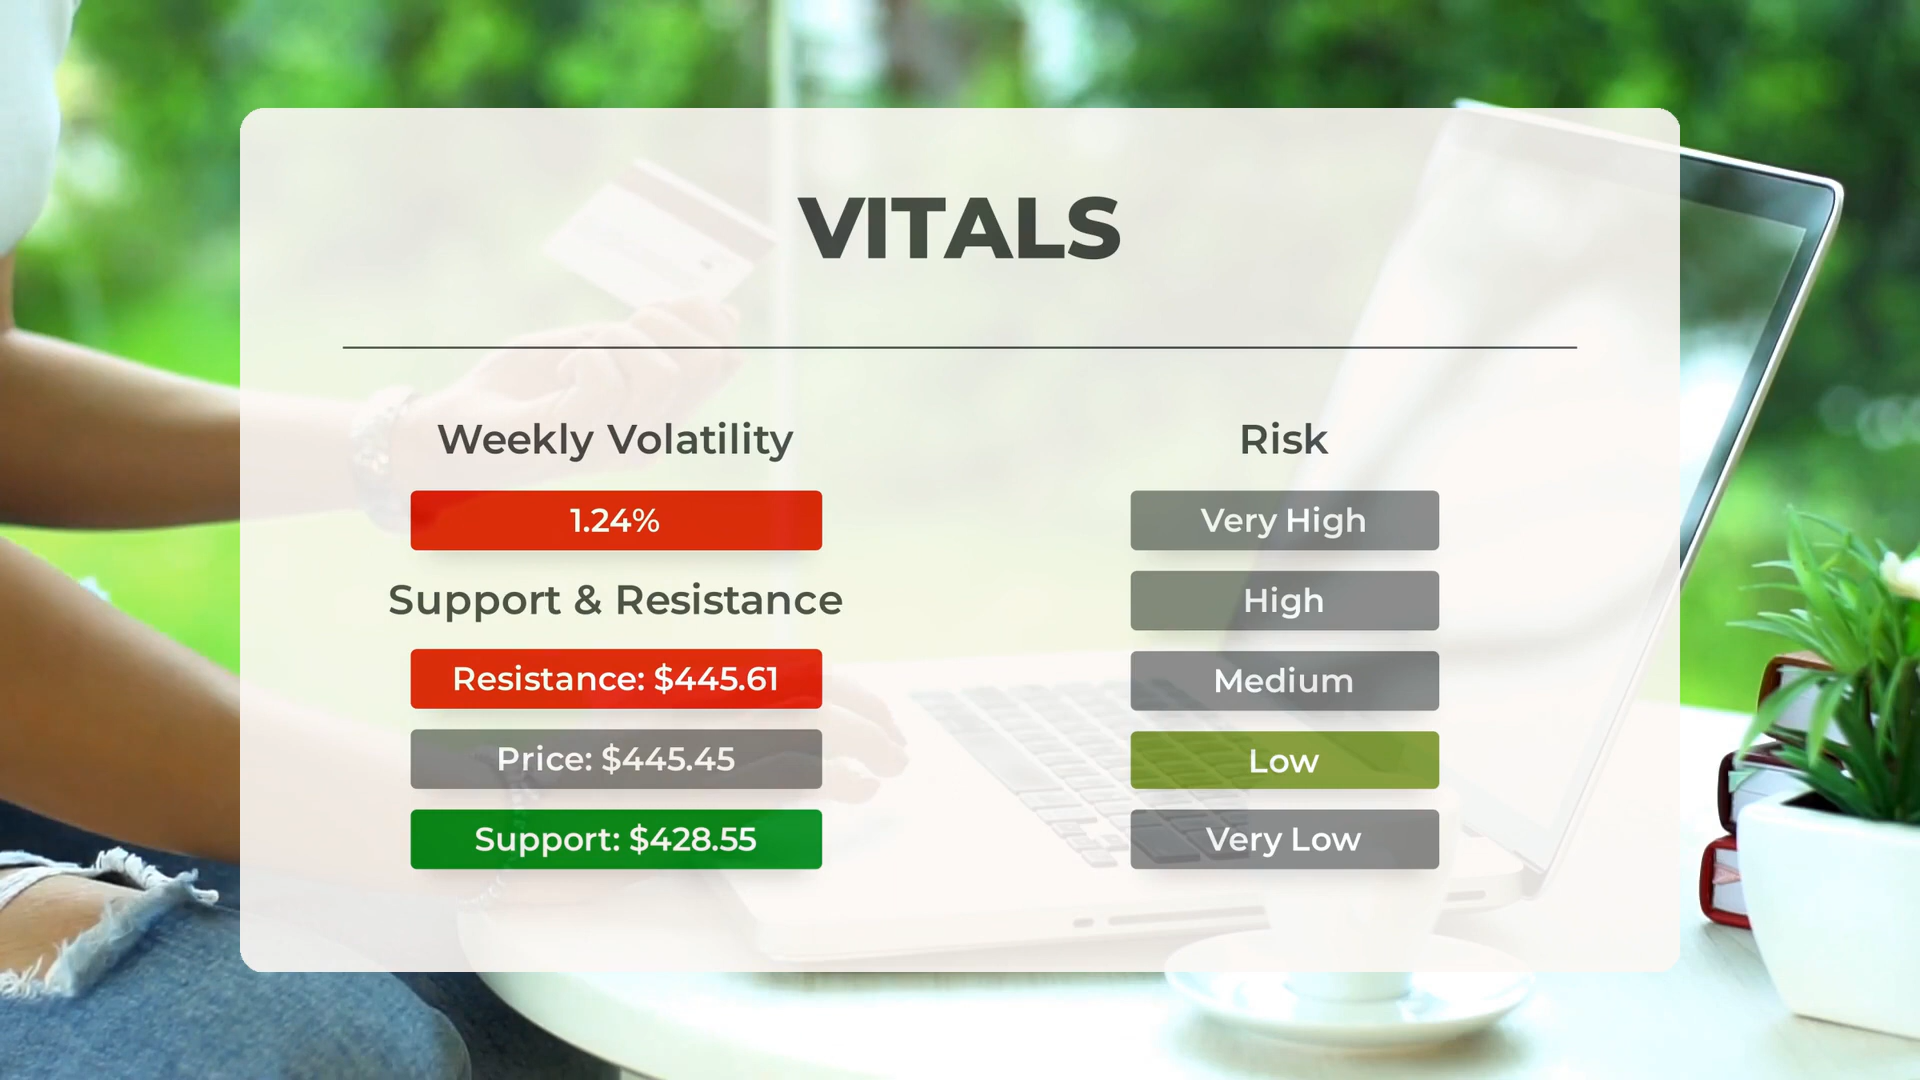 VITALS
Weekly Volatility
1.24%
Support & Resistance
Resistance: $445.61
Price: $445.45
Support: $428.55
Risk
Very High
High
Medium
Low
Very Low